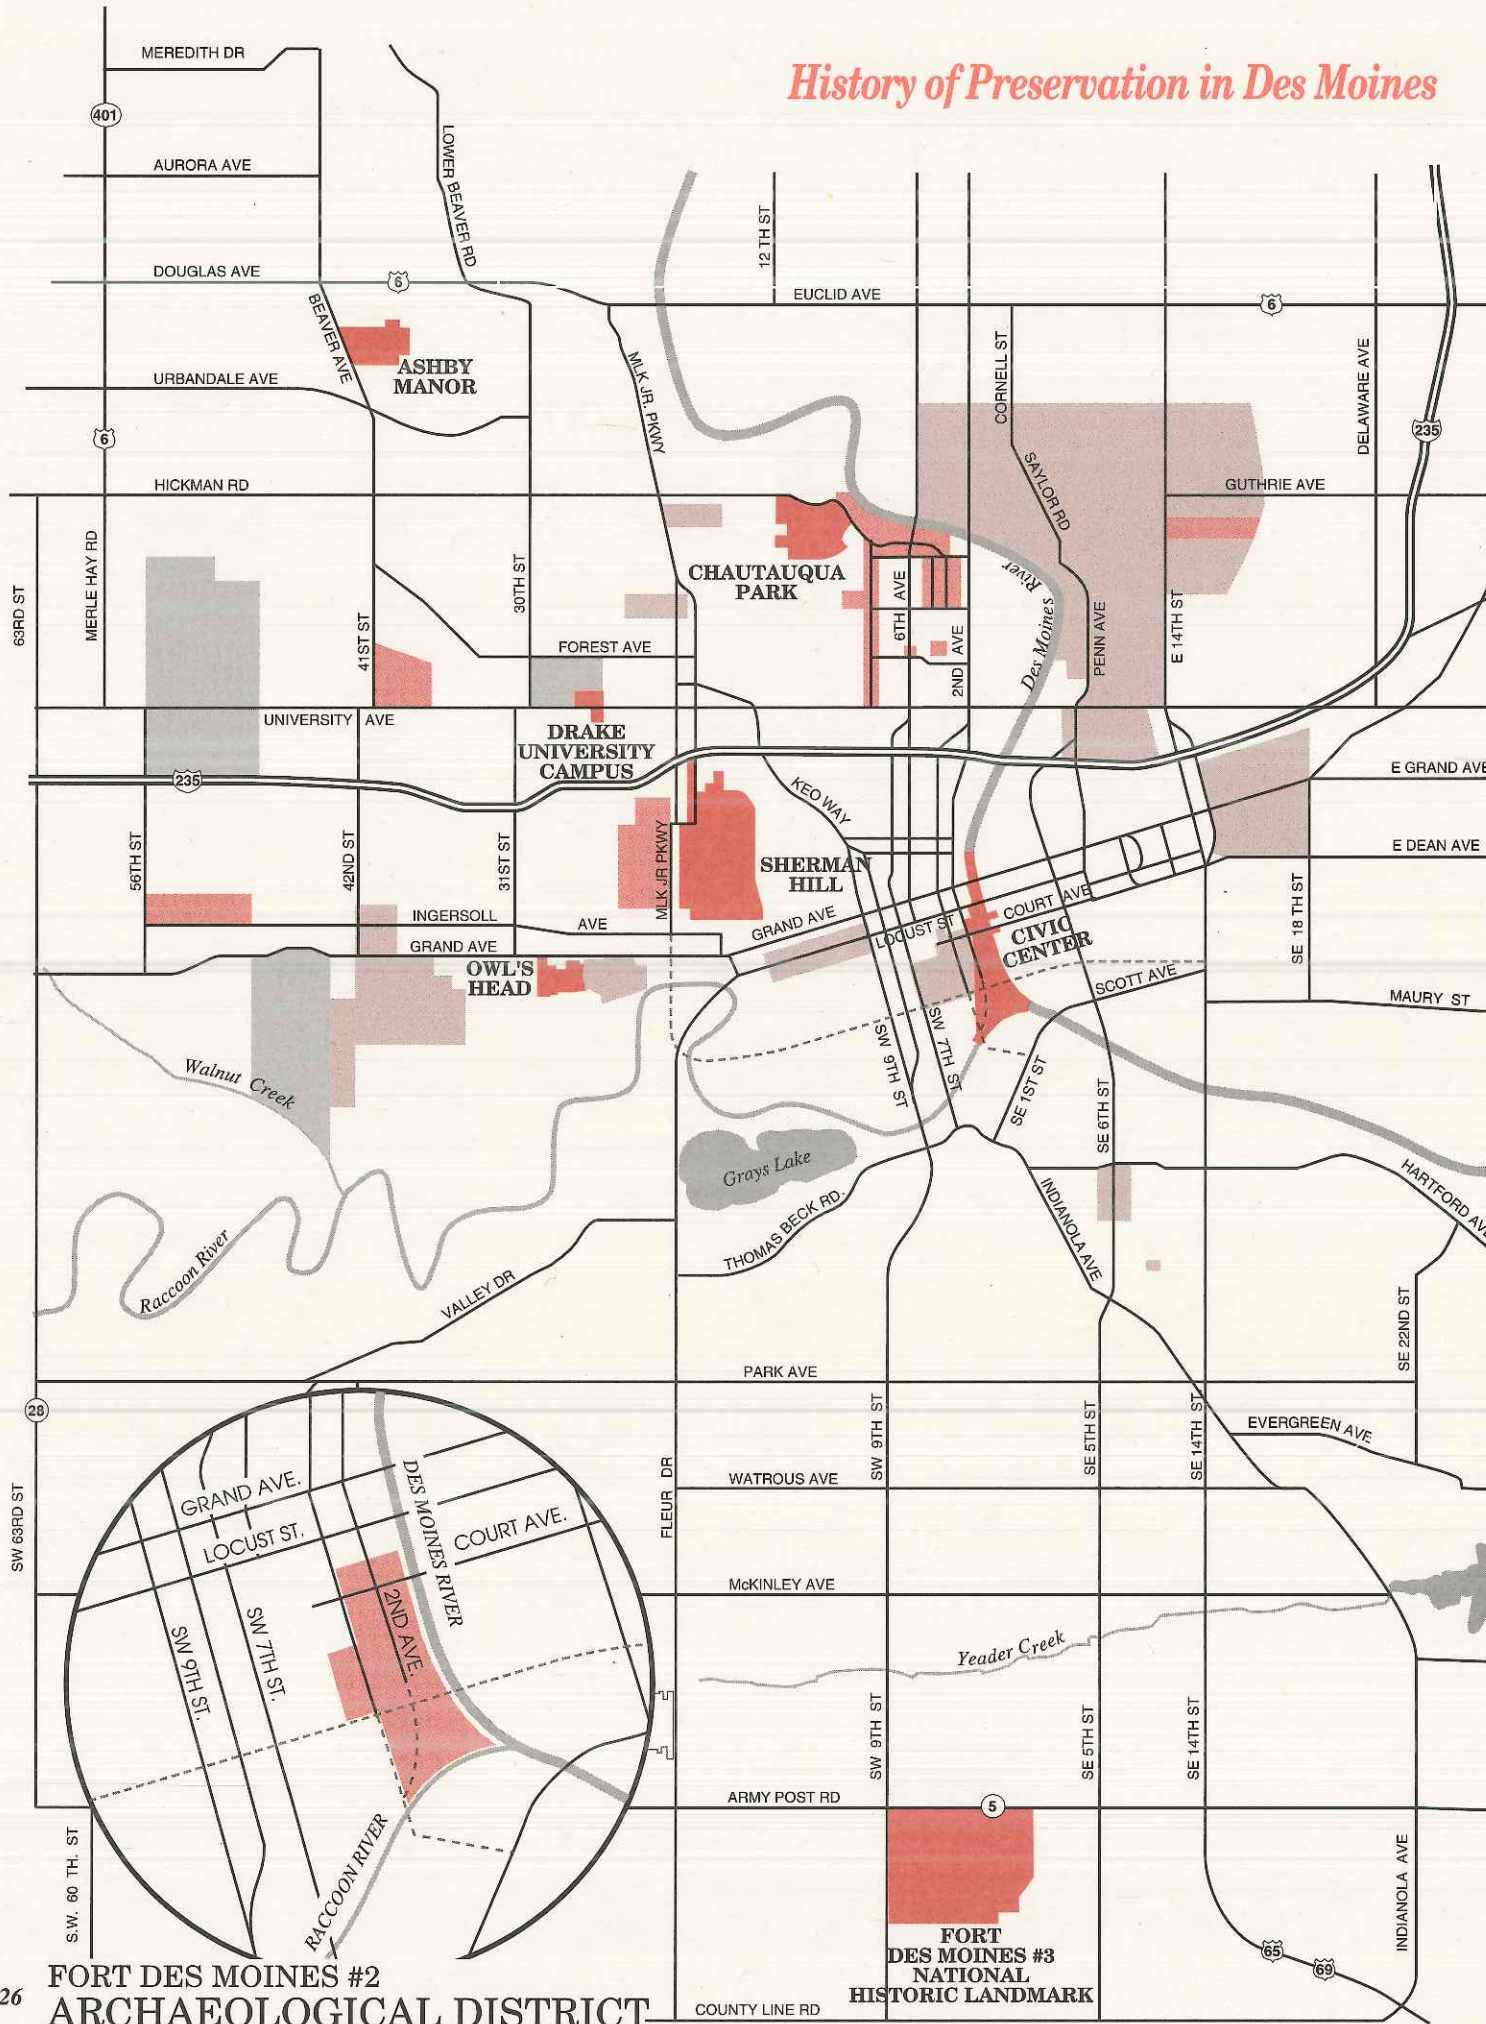 History of Preservation in Des Moines
MEREDITH DR
401
AURORA AVE
LOWER BEAVER RD
12 TH ST
DOUGLAS AVE
6
EUCLID AVE
6
BEAVER AVE
ASHBY
MANOR
URBANDALE AVE
MLK JR. PKWY
CORNELL ST
DELAWARE AVE
6
235
HICKMAN RD
SAYLOR RD
GUTHRIE AVE
63RD ST
MERLE HAY RD
41ST ST
30TH ST
CHAUTAUQUA
PARK
6TH AVE
2ND AVE
Des Moines River
PENN AVE
E 14TH ST
FOREST AVE
UNIVERSITY AVE
DRAKE
UNIVERSITY
CAMPUS
235
KEO WAY
E GRAND AVE
56TH ST
42ND ST
31ST ST
MLK JR PKWY
SHERMAN
HILL
E DEAN AVE
INGERSOLL AVE
GRAND AVE
GRAND AVE
LOCUST ST
COURT AVE
CIVIC
CENTER
SE 18 TH ST
OWL'S
HEAD
SCOTT AVE
MAURY ST
Walnut Creek
SW 9TH ST
SW 7TH ST
SE 1ST ST
SE 6TH ST
Grays Lake
THOMAS BECK RD.
INDIANOLA AVE
HARTFORD AVE
Raccoon River
VALLEY DR
SE 22ND ST
PARK AVE
28
SW 9TH ST
SE 5TH ST
SE 14TH ST
EVERGREEN AVE
FLEUR DR
WATROUS AVE
SW 63RD ST
McKINLEY AVE
Yeader Creek
SW 9TH ST
SE 5TH ST
SE 14TH ST
GRAND AVE.
LOCUST ST.
DES MOINES RIVER
COURT AVE.
2ND AVE.
SW 9TH ST.
SW 7TH ST.
RACCOON RIVER
ARMY POST RD
5
S.W. 60 TH. ST
INDIANOLA AVE
65
69
FORT
DES MOINES #3
NATIONAL
HISTORIC LANDMARK
COUNTY LINE RD
26
FORT DES MOINES #2
ARCHAEOLOGICAL DISTRICT